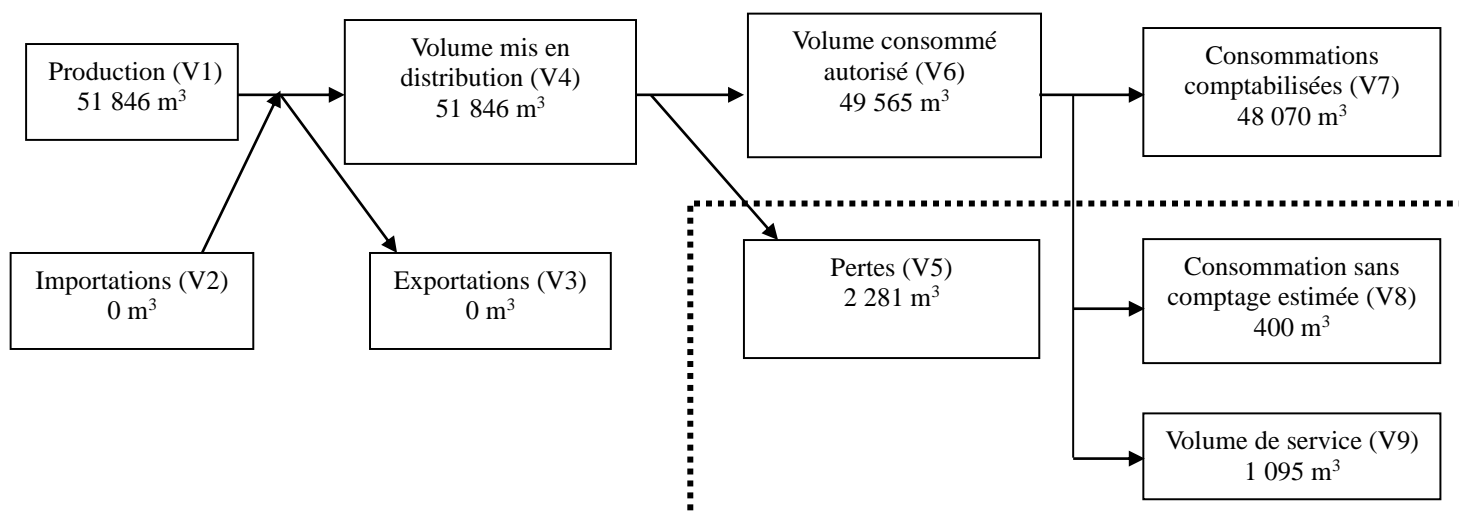 Production (V1)
51 846 m³
Volume mis en
distribution (V4)
51 846 m³
Volume consommé
autorisé (V6)
49 565 m³
Consommations
comptabilisées (V7)
48 070 m³
Importations (V2)
0 m³
Exportations (V3)
0 m³
Pertes (V5)
2 281 m³
Consommation sans
comptage estimée (V8)
400 m³
Volume de service (V9)
1 095 m³